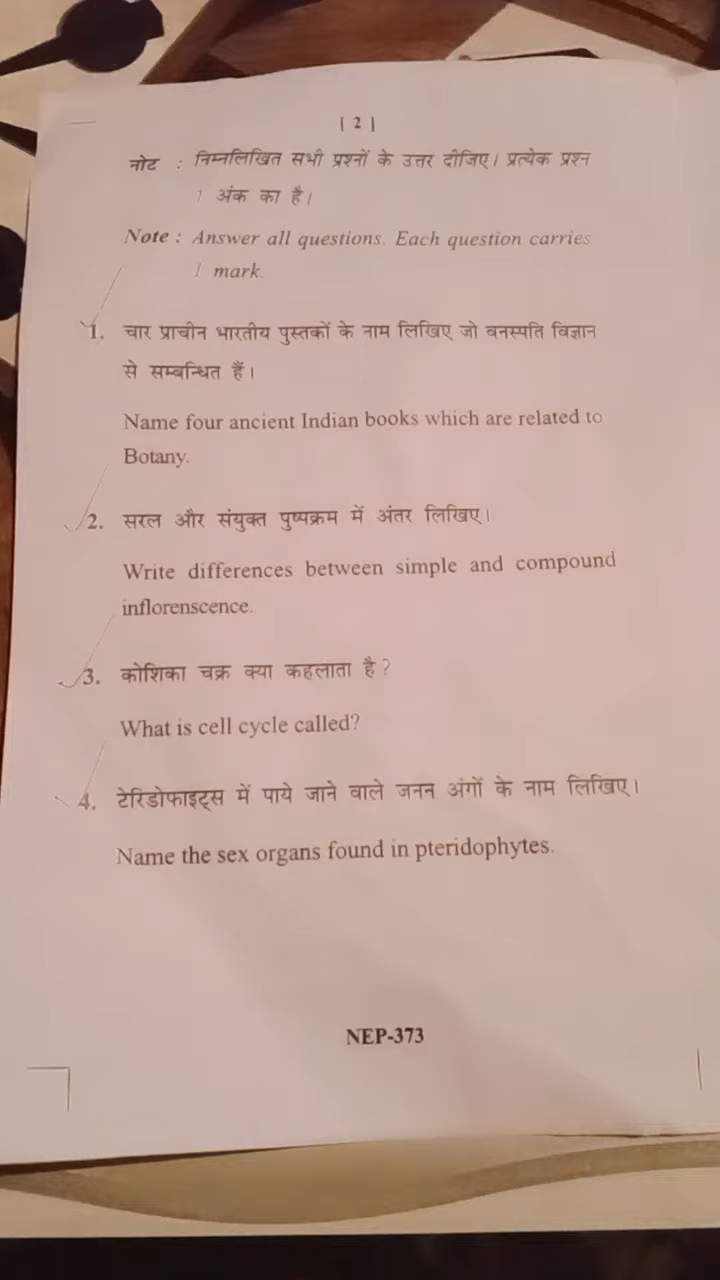 [ 2 ]
नोट : निम्नलिखित सभी प्रश्नों के उत्तर दीजिए। प्रत्येक प्रश्न
1 अंक का है।
Note : Answer all questions. Each question carries
1 mark.
1. चार प्राचीन भारतीय पुस्तकों के नाम लिखिए जो वनस्पति विज्ञान
से सम्बन्धित हैं।
Name four ancient Indian books which are related to
Botany.
2. सरल और संयुक्त पुष्पक्रम में अंतर लिखिए।
Write differences between simple and compound
inflorenscence.
3. कोशिका चक्र क्या कहलाता है?
What is cell cycle called?
4. टेरिडोफाइट्स में पाये जाने वाले जनन अंगों के नाम लिखिए।
Name the sex organs found in pteridophytes.
NEP-373